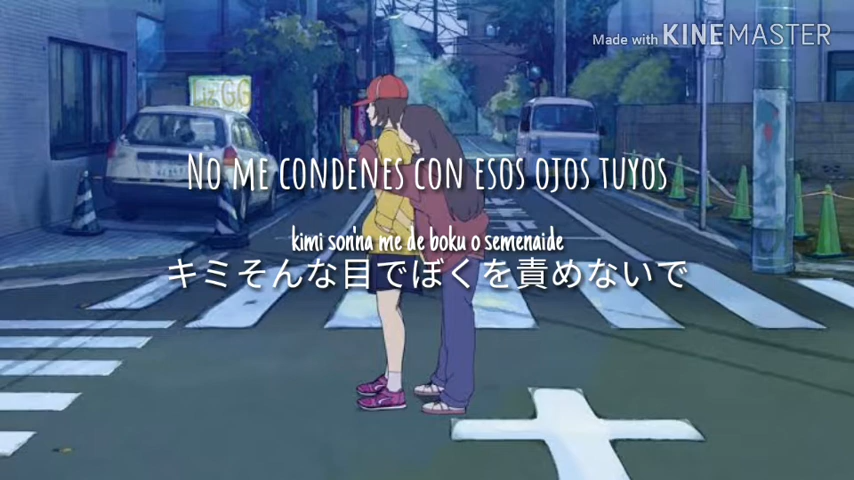 Made with KINEMASTER
GG
No me condenes con esos ojos tuyos
kimi son'na me de boku o semenaide
キミそんな目でぼくを責めないで